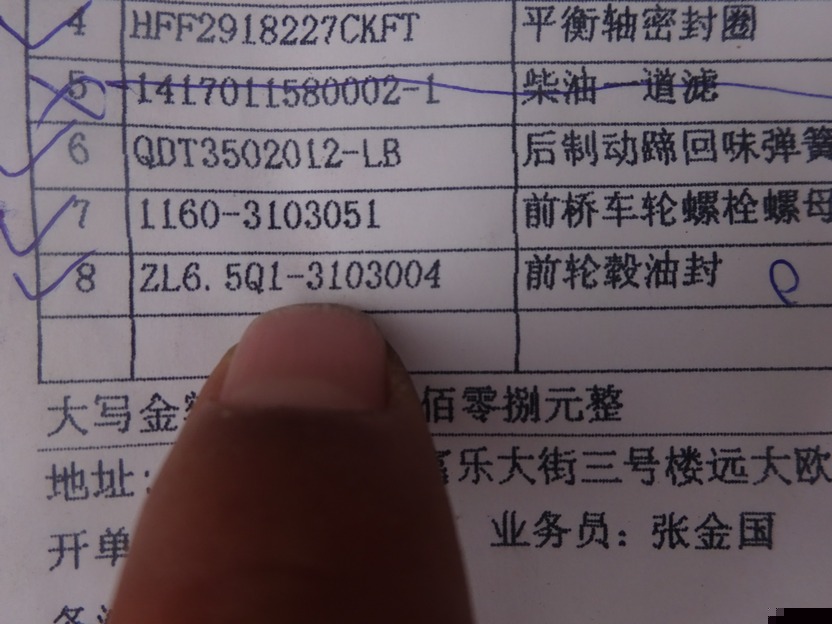 4 HFF2918227CKFT 平衡轴密封圈
5 1417011580002-1 柴油一道滤
6 QDT3502012-LB 后制动蹄回味弹簧
7 1160-3103051 前桥车轮螺栓螺母
8 ZL6.5Q1-3103004 前轮毂油封
大写金 佰零捌元整
地址: 乐大街三号楼远大欧
开单 业务员: 张金国